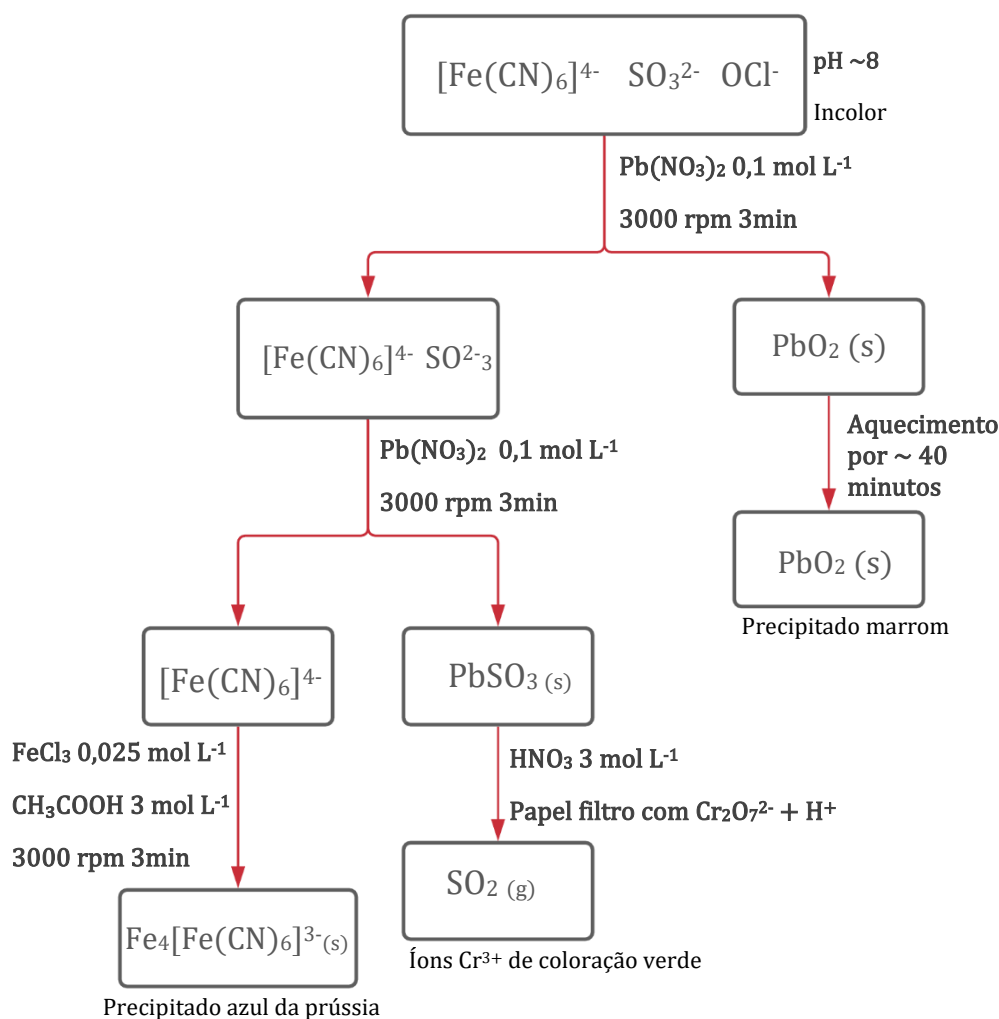 [Fe(CN)₆]⁴⁻ SO₃²⁻ OCl⁻
pH ~8
Incolor
Pb(NO₃)₂ 0,1 mol L⁻¹
3000 rpm 3min
[Fe(CN)₆]⁴⁻ SO²⁻₃
PbO₂ (s)
Aquecimento
por ~ 40
minutos
Pb(NO₃)₂ 0,1 mol L⁻¹
3000 rpm 3min
PbO₂ (s)
Precipitado marrom
[Fe(CN)₆]⁴⁻
PbSO₃ (s)
FeCl₃ 0,025 mol L⁻¹
CH₃COOH 3 mol L⁻¹
3000 rpm 3min
HNO₃ 3 mol L⁻¹
Papel filtro com Cr₂O₇²⁻ + H⁺
Fe₄[Fe(CN)₆]³⁻(s)
Precipitado azul da prússia
SO₂ (g)
Íons Cr³⁺ de coloração verde